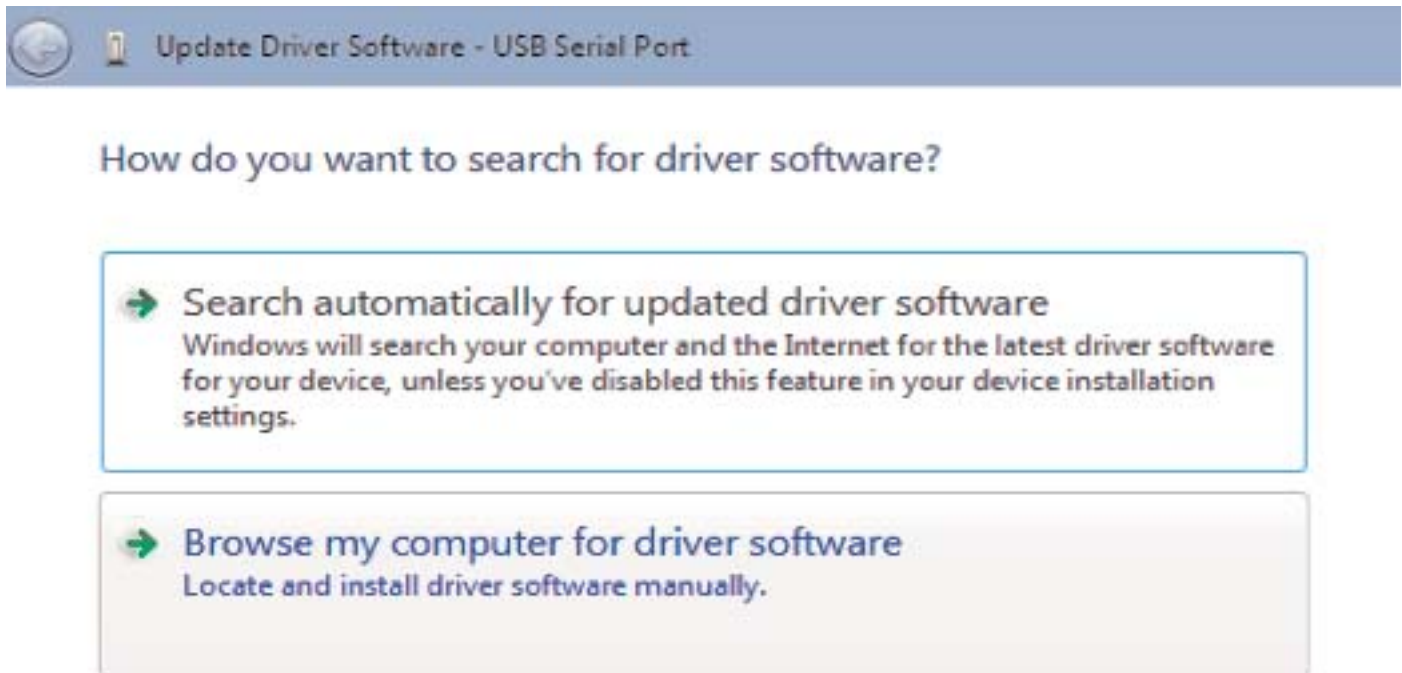 Update Driver Software - USB Serial Port
How do you want to search for driver software?
Search automatically for updated driver software
Windows will search your computer and the Internet for the latest driver software
for your device, unless you've disabled this feature in your device installation
settings.
Browse my computer for driver software
Locate and install driver software manually.